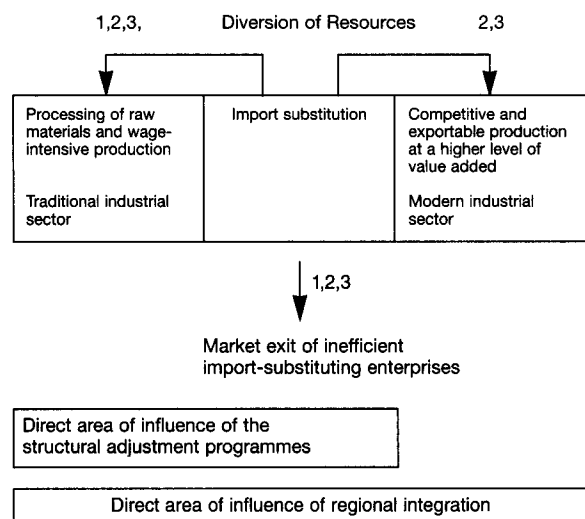 1,2,3, Diversion of Resources 2,3
Processing of raw
materials and wage-
intensive production
Traditional industrial
sector
Import substitution
Competitive and
exportable production
at a higher level of
value added
Modern industrial
sector
1,2,3
Market exit of inefficient
import-substituting enterprises
Direct area of influence of the
structural adjustment programmes
Direct area of influence of regional integration